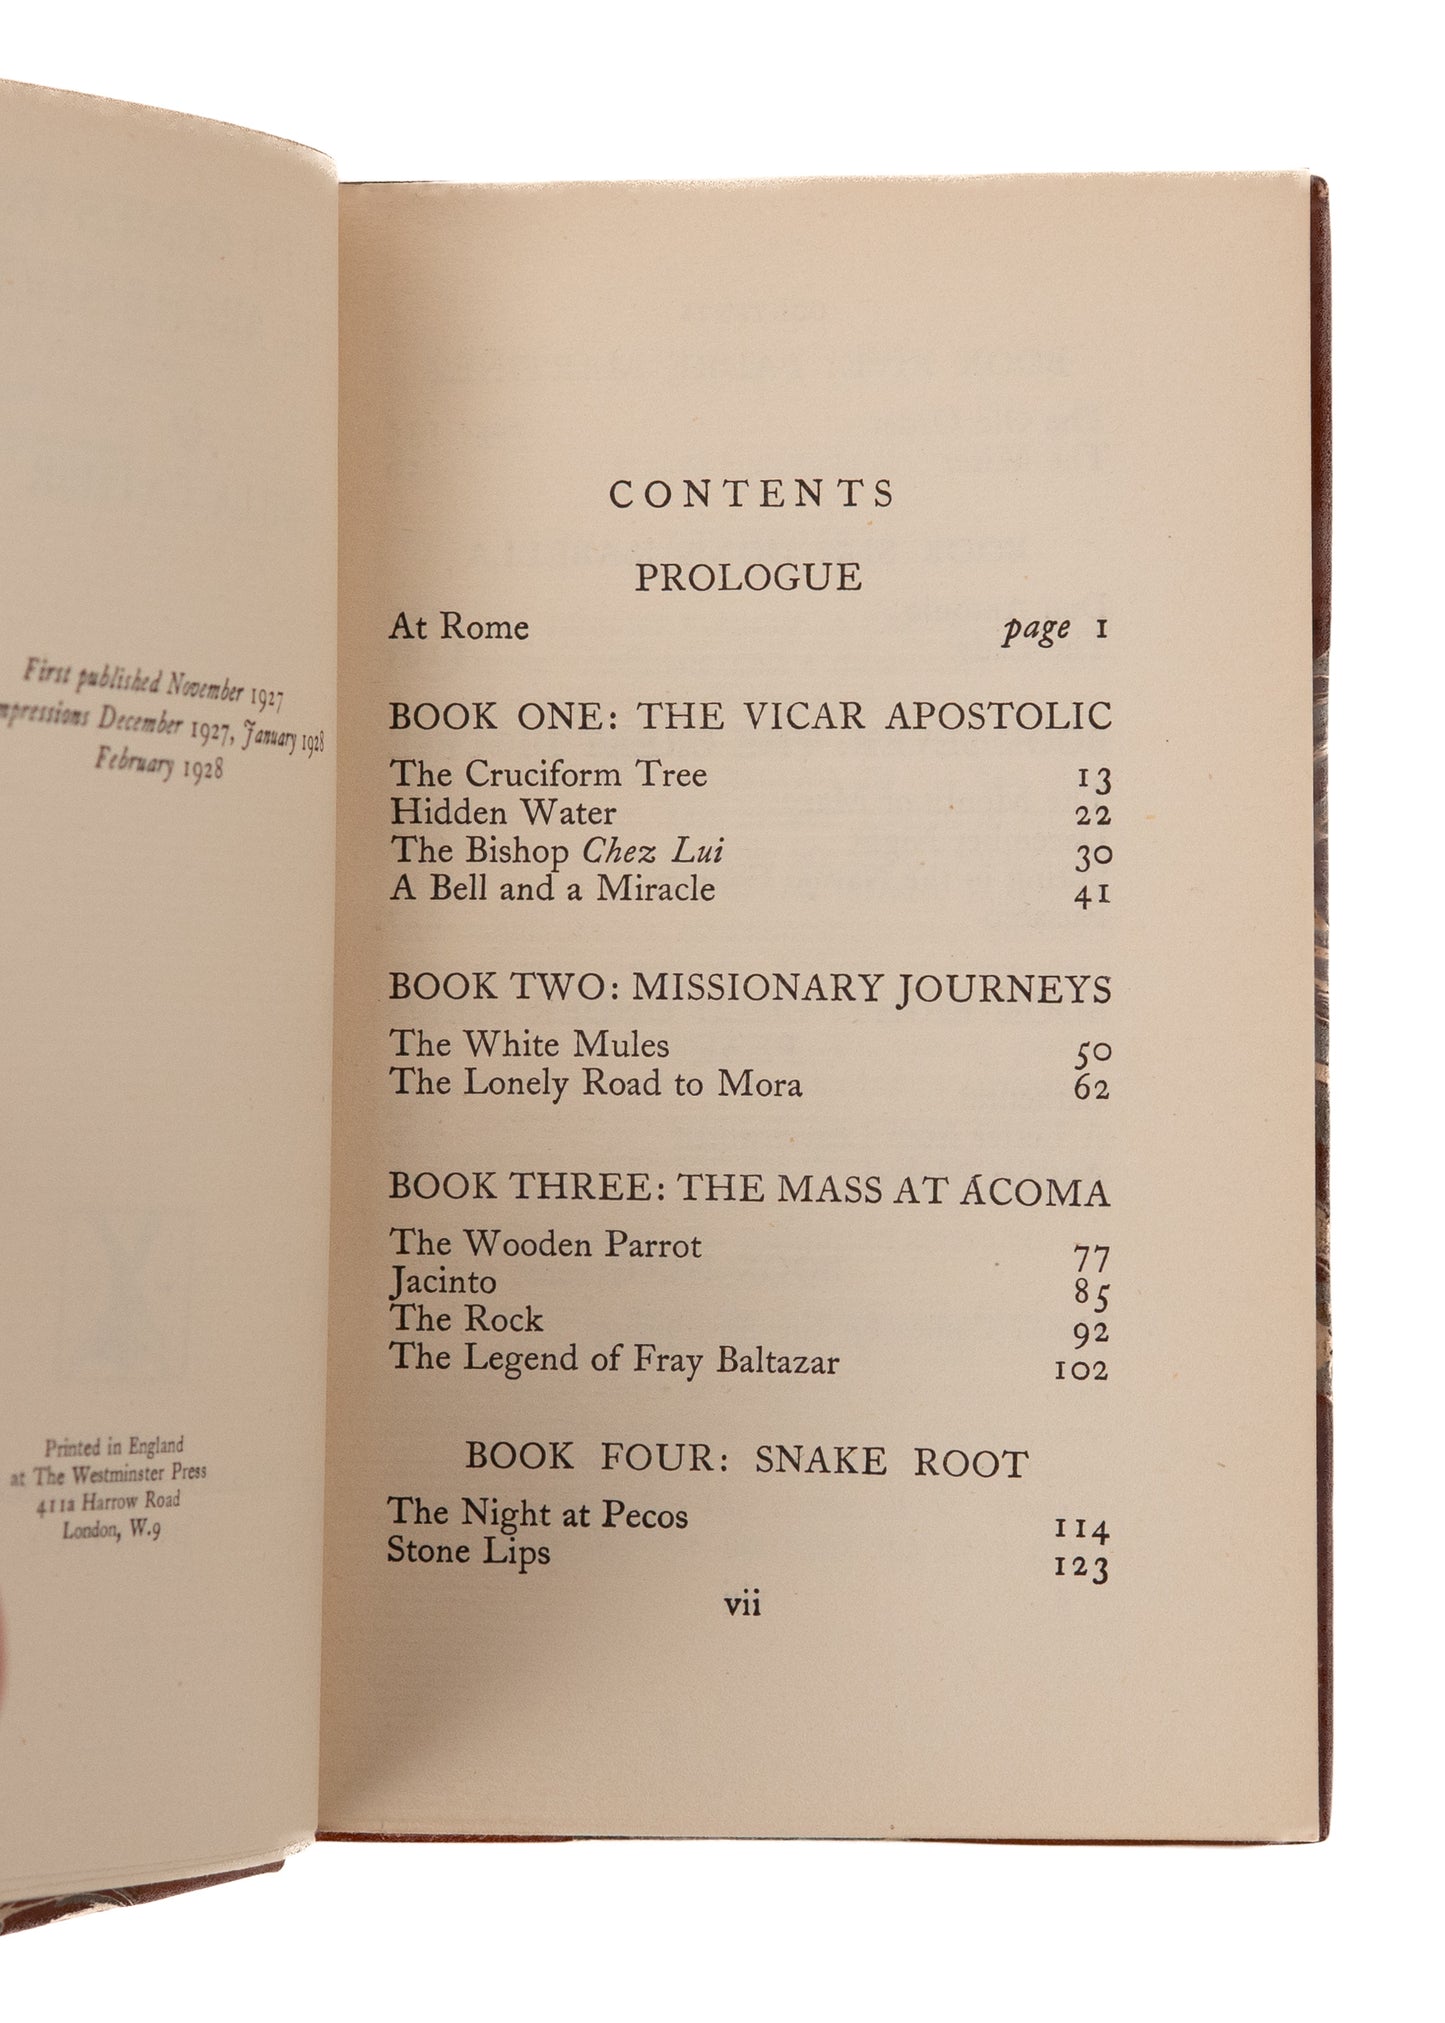 First published November 1927
December 1927, January 1928
February 1928
Printed in England
at The Westminster Press
411a Harrow Road
London, W.9
CONTENTS
PROLOGUE
At Rome page 1
BOOK ONE: THE VICAR APOSTOLIC
The Cruciform Tree 13
Hidden Water 22
The Bishop Chez Lui 30
A Bell and a Miracle 41
BOOK TWO: MISSIONARY JOURNEYS
The White Mules 50
The Lonely Road to Mora 62
BOOK THREE: THE MASS AT ÁCOMA
The Wooden Parrot 77
Jacinto 85
The Rock 92
The Legend of Fray Baltazar 102
BOOK FOUR: SNAKE ROOT
The Night at Pecos 114
Stone Lips 123
vii